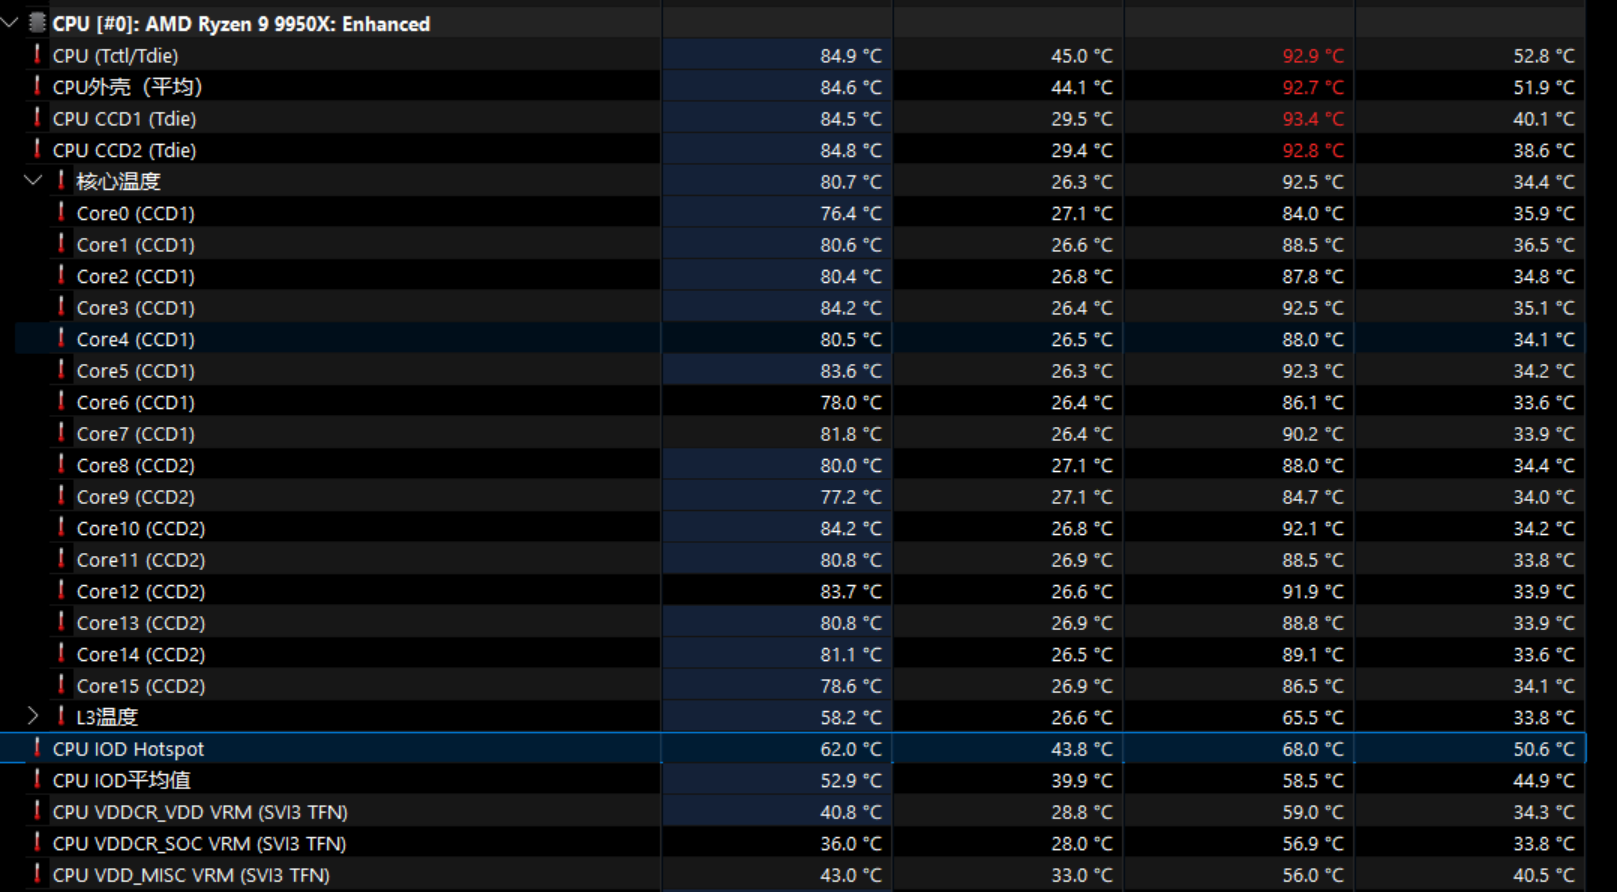 CPU [#0]: AMD Ryzen 9 9950X: Enhanced
CPU (Tctl/Tdie) 84.9 °C 45.0 °C 92.9 °C 52.8 °C
CPU外壳（平均） 84.6 °C 44.1 °C 92.7 °C 51.9 °C
CPU CCD1 (Tdie) 84.5 °C 29.5 °C 93.4 °C 40.1 °C
CPU CCD2 (Tdie) 84.8 °C 29.4 °C 92.8 °C 38.6 °C
核心温度 80.7 °C 26.3 °C 92.5 °C 34.4 °C
Core0 (CCD1) 76.4 °C 27.1 °C 84.0 °C 35.9 °C
Core1 (CCD1) 80.6 °C 26.6 °C 88.5 °C 36.5 °C
Core2 (CCD1) 80.4 °C 26.8 °C 87.8 °C 34.8 °C
Core3 (CCD1) 84.2 °C 26.4 °C 92.5 °C 35.1 °C
Core4 (CCD1) 80.5 °C 26.5 °C 88.0 °C 34.1 °C
Core5 (CCD1) 83.6 °C 26.3 °C 92.3 °C 34.2 °C
Core6 (CCD1) 78.0 °C 26.4 °C 86.1 °C 33.6 °C
Core7 (CCD1) 81.8 °C 26.4 °C 90.2 °C 33.9 °C
Core8 (CCD2) 80.0 °C 27.1 °C 88.0 °C 34.4 °C
Core9 (CCD2) 77.2 °C 27.1 °C 84.7 °C 34.0 °C
Core10 (CCD2) 84.2 °C 26.8 °C 92.1 °C 34.2 °C
Core11 (CCD2) 80.8 °C 26.9 °C 88.5 °C 33.8 °C
Core12 (CCD2) 83.7 °C 26.6 °C 91.9 °C 33.9 °C
Core13 (CCD2) 80.8 °C 26.9 °C 88.8 °C 33.9 °C
Core14 (CCD2) 81.1 °C 26.5 °C 89.1 °C 33.6 °C
Core15 (CCD2) 78.6 °C 26.9 °C 86.5 °C 34.1 °C
L3温度 58.2 °C 26.6 °C 65.5 °C 33.8 °C
CPU IOD Hotspot 62.0 °C 43.8 °C 68.0 °C 50.6 °C
CPU IOD平均值 52.9 °C 39.9 °C 58.5 °C 44.9 °C
CPU VDDCR_VDD VRM (SVI3 TFN) 40.8 °C 28.8 °C 59.0 °C 34.3 °C
CPU VDDCR_SOC VRM (SVI3 TFN) 36.0 °C 28.0 °C 56.9 °C 33.8 °C
CPU VDD_MISC VRM (SVI3 TFN) 43.0 °C 33.0 °C 56.0 °C 40.5 °C